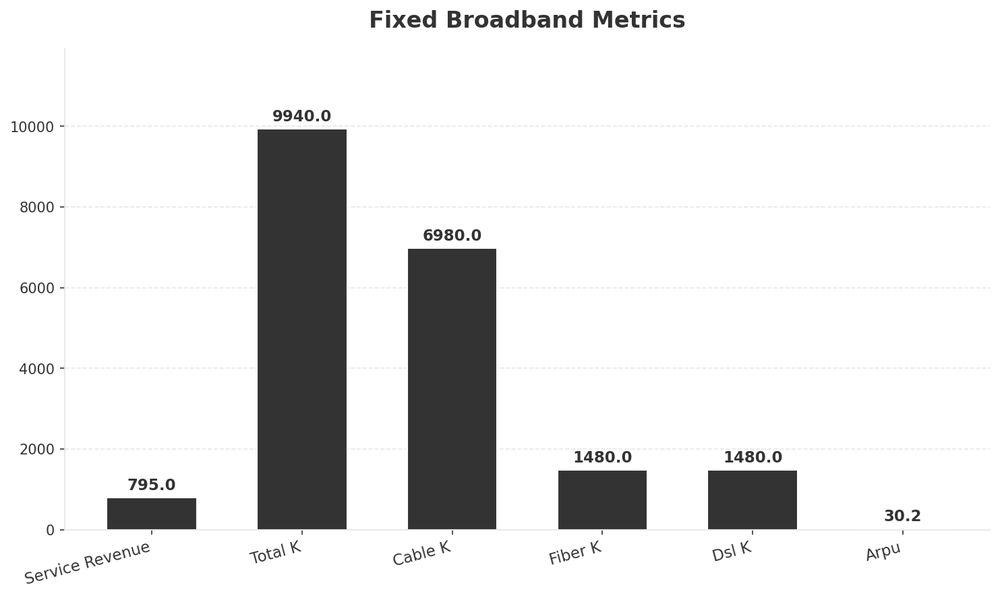 Fixed Broadband Metrics
10000
8000
6000
4000
2000
0
795.0
9940.0
6980.0
1480.0
1480.0
30.2
Service Revenue
Total K
Cable K
Fiber K
Dsl K
Arpu